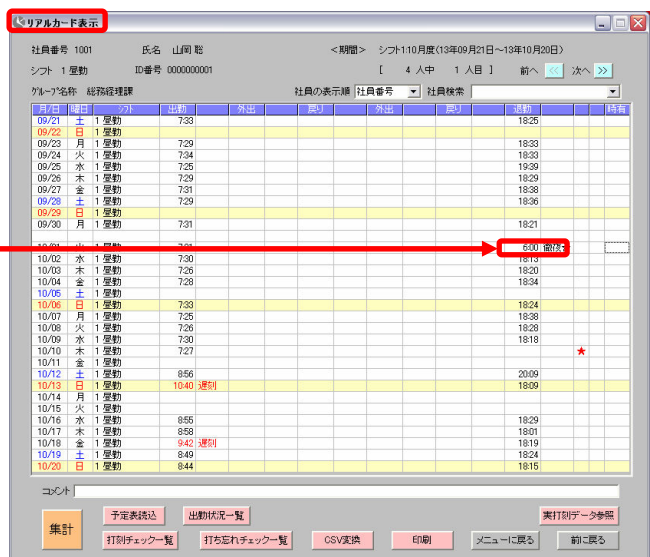 リアルカード表示
社員番号 1001 氏名 山岡 聡 <期間> シフト1:10月度(13年09月21日～13年10月20日)
シフト 1 昼勤 ID番号 0000000001 [ 4 人中 1 人目 ] 前へ << 次へ >>
グループ名称 総務経理課 社員の表示順 社員番号 社員検索
月/日 曜日 シフト 出勤 外出 戻り 外出 戻り 退勤 時有
09/21 土 1 昼勤 7:33 18:25
09/22 日 1 昼勤
09/23 月 1 昼勤 7:29 18:33
09/24 火 1 昼勤 7:34 18:33
09/25 水 1 昼勤 7:25 19:39
09/26 木 1 昼勤 7:29 18:29
09/27 金 1 昼勤 7:31 18:38
09/28 土 1 昼勤 7:29 18:36
09/29 日 1 昼勤
09/30 月 1 昼勤 7:31 18:21
6:00
10/02 水 1 昼勤 7:30 18:13
10/03 木 1 昼勤 7:26 18:20
10/04 金 1 昼勤 7:28 18:34
10/05 土 1 昼勤
10/06 日 1 昼勤 7:33 18:24
10/07 月 1 昼勤 7:25 18:38
10/08 火 1 昼勤 7:26 18:28
10/09 水 1 昼勤 7:30 18:18
10/10 木 1 昼勤 7:27 ★
10/11 金 1 昼勤
10/12 土 1 昼勤 8:56 20:09
10/13 日 1 昼勤 10:40 遅刻 18:09
10/14 月 1 昼勤
10/15 火 1 昼勤
10/16 水 1 昼勤 8:55 18:29
10/17 木 1 昼勤 8:58 18:01
10/18 金 1 昼勤 9:42 遅刻 18:19
10/19 土 1 昼勤 8:49 18:24
10/20 日 1 昼勤 8:44 18:15
コメント
集計 予定表読込 出勤状況一覧 実打刻データ参照
打刻チェック一覧 打ち忘れチェック一覧 CSV変換 印刷 メニューに戻る 前に戻る